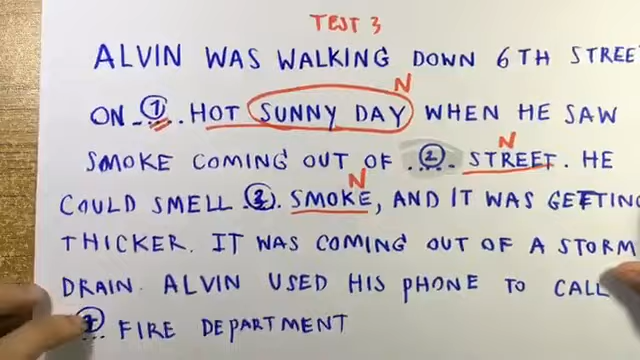 TEST 3
ALVIN WAS WALKING DOWN 6TH STREE
N
ON ..1.. HOT SUNNY DAY WHEN HE SAW
N
SMOKE COMING OUT OF ..2.. STREET. HE
N
COULD SMELL ..3.. SMOKE, AND IT WAS GETTING
THICKER. IT WAS COMING OUT OF A STORM
DRAIN. ALVIN USED HIS PHONE TO CALL
FIRE DEPARTMENT